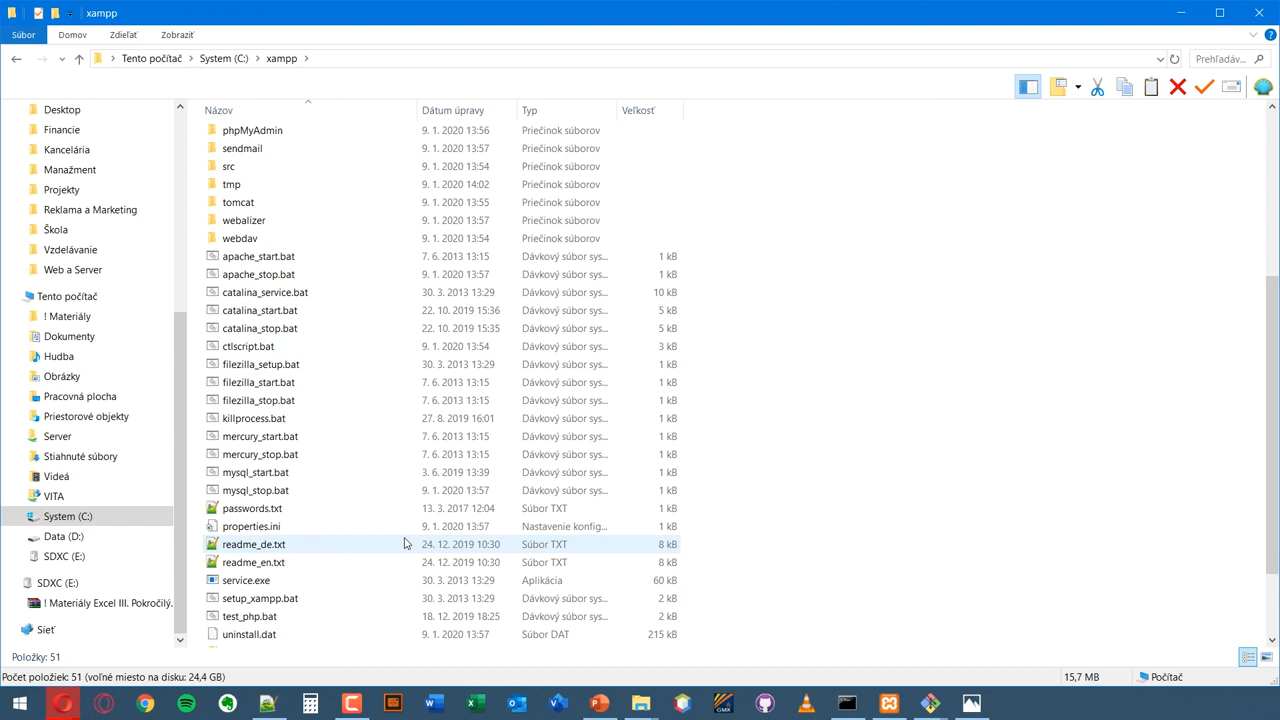 xampp
Súbor Domov Zdieľať Zobraziť
Tento počítač System (C:) xampp
Prehľadáv...
Názov Dátum úpravy Typ Veľkosť
Desktop
Financie
Kancelária
Manažment
Projekty
Reklama a Marketing
Škola
Vzdelávanie
Web a Server
Tento počítač
! Materiály
Dokumenty
Hudba
Obrázky
Pracovná plocha
Priestorové objekty
Server
Stiahnuté súbory
Videá
VITA
System (C:)
Data (D:)
SDXC (E:)
SDXC (E:)
! Materiály Excel III. Pokročilý.
Sieť
phpMyAdmin 9. 1. 2020 13:56 Priečinok súborov
sendmail 9. 1. 2020 13:57 Priečinok súborov
src 9. 1. 2020 13:54 Priečinok súborov
tmp 9. 1. 2020 14:02 Priečinok súborov
tomcat 9. 1. 2020 13:55 Priečinok súborov
webalizer 9. 1. 2020 13:57 Priečinok súborov
webdav 9. 1. 2020 13:54 Priečinok súborov
apache_start.bat 7. 6. 2013 13:15 Dávkový súbor sys... 1 kB
apache_stop.bat 9. 1. 2020 13:57 Dávkový súbor sys... 1 kB
catalina_service.bat 30. 3. 2013 13:29 Dávkový súbor sys... 10 kB
catalina_start.bat 22. 10. 2019 15:36 Dávkový súbor sys... 5 kB
catalina_stop.bat 22. 10. 2019 15:35 Dávkový súbor sys... 5 kB
ctlscript.bat 9. 1. 2020 13:54 Dávkový súbor sys... 3 kB
filezilla_setup.bat 30. 3. 2013 13:29 Dávkový súbor sys... 1 kB
filezilla_start.bat 7. 6. 2013 13:15 Dávkový súbor sys... 1 kB
filezilla_stop.bat 7. 6. 2013 13:15 Dávkový súbor sys... 1 kB
killprocess.bat 27. 8. 2019 16:01 Dávkový súbor sys... 1 kB
mercury_start.bat 7. 6. 2013 13:15 Dávkový súbor sys... 1 kB
mercury_stop.bat 7. 6. 2013 13:15 Dávkový súbor sys... 1 kB
mysql_start.bat 3. 6. 2019 13:39 Dávkový súbor sys... 1 kB
mysql_stop.bat 9. 1. 2020 13:57 Dávkový súbor sys... 1 kB
passwords.txt 13. 3. 2017 12:04 Súbor TXT 1 kB
properties.ini 9. 1. 2020 13:57 Nastavenie konfig... 1 kB
readme_de.txt 24. 12. 2019 10:30 Súbor TXT 8 kB
readme_en.txt 24. 12. 2019 10:30 Súbor TXT 8 kB
service.exe 30. 3. 2013 13:29 Aplikácia 60 kB
setup_xampp.bat 30. 3. 2013 13:29 Dávkový súbor sys... 2 kB
test_php.bat 18. 12. 2019 18:25 Dávkový súbor sys... 2 kB
uninstall.dat 9. 1. 2020 13:57 Súbor DAT 215 kB
Položky: 51
Počet položiek: 51 (voľné miesto na disku: 24,4 GB) 15,7 MB Počítač
GMX